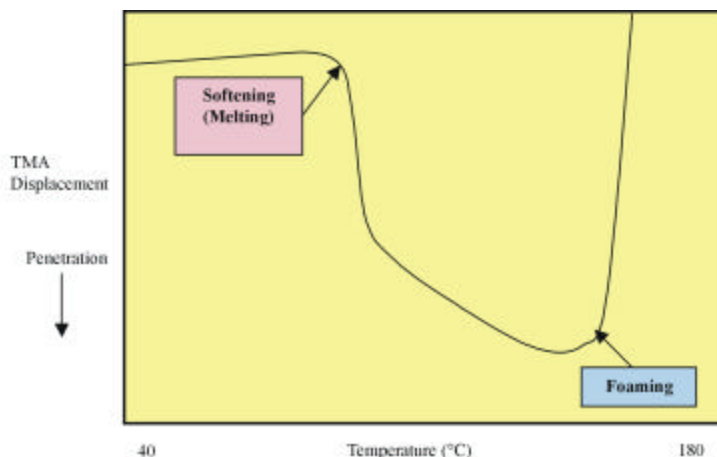 Softening
(Melting)
TMA
Displacement
Penetration
Foaming
40
Temperature (°C)
180